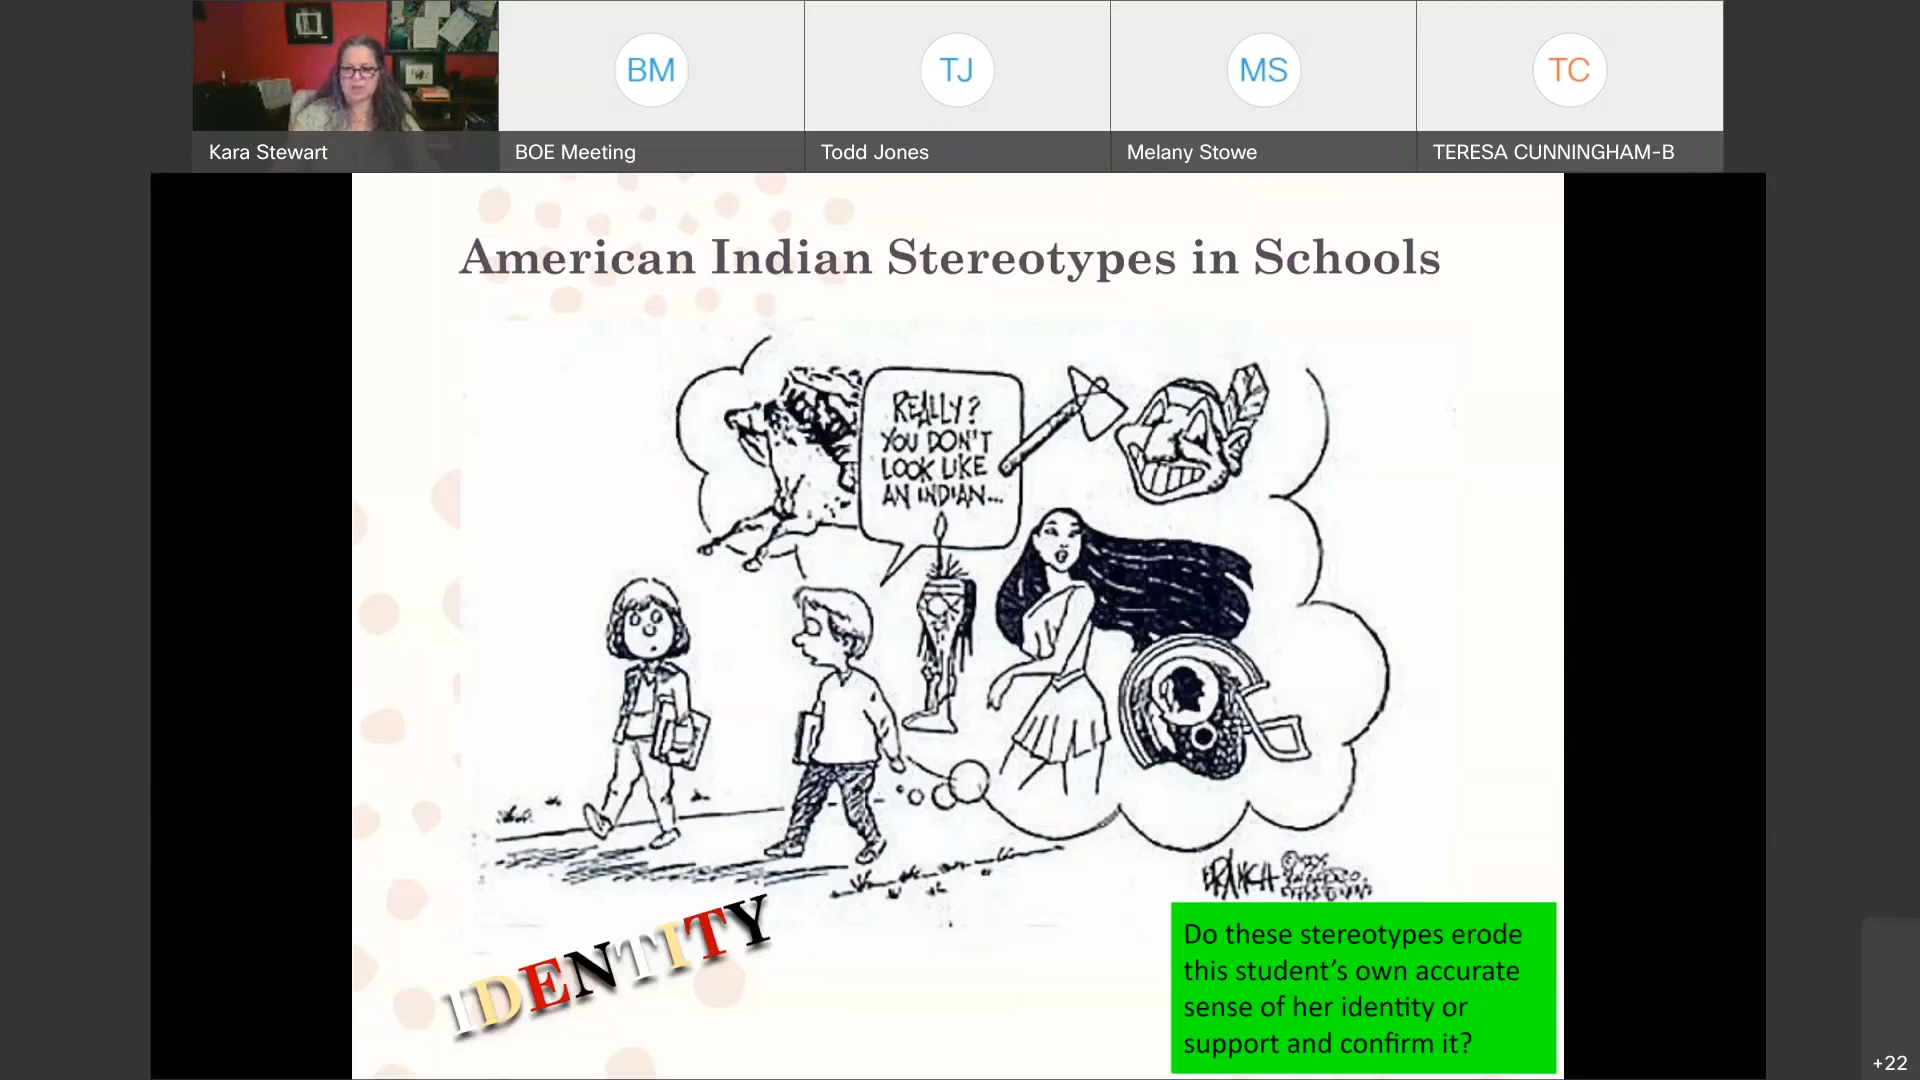 BM
TJ
MS
TC
Kara Stewart
BOE Meeting
Todd Jones
Melany Stowe
TERESA CUNNINGHAM-B
American Indian Stereotypes in Schools
REALLY?
YOU DON'T
LOOK LIKE
AN INDIAN...
IDENTITY
Do these stereotypes erode
this student's own accurate
sense of her identity or
support and confirm it?
+22